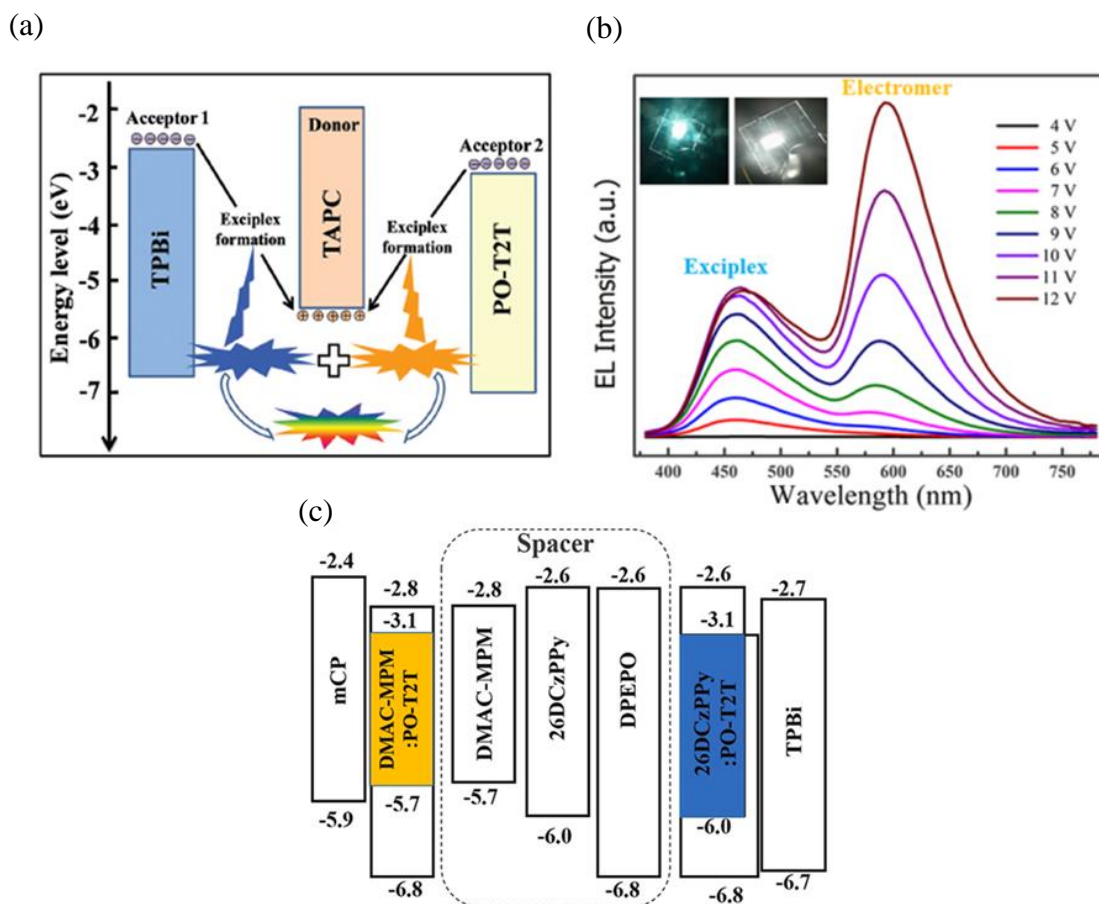 (a)
Energy level (eV)
-2
-3
-4
-5
-6
-7
Acceptor 1
TPBi
Exciplex
formation
Donor
TAPC
Exciplex
formation
Acceptor 2
PO-T2T
(b)
EL Intensity (a.u.)
Exciplex
Electromer
4 V
5 V
6 V
7 V
8 V
9 V
10 V
11 V
12 V
400 450 500 550 600 650 700 750
Wavelength (nm)
(c)
Spacer
-2.4
mCP
-5.9
-2.8
-3.1
DMAC-MPM
:PO-T2T
-5.7
-6.8
-2.8
DMAC-MPM
-5.7
-2.6
26DCzPPy
-6.0
-2.6
DPEPO
-6.8
-2.6
-3.1
26DCzPPy
:PO-T2T
-6.0
-6.8
-2.7
TPBi
-6.7